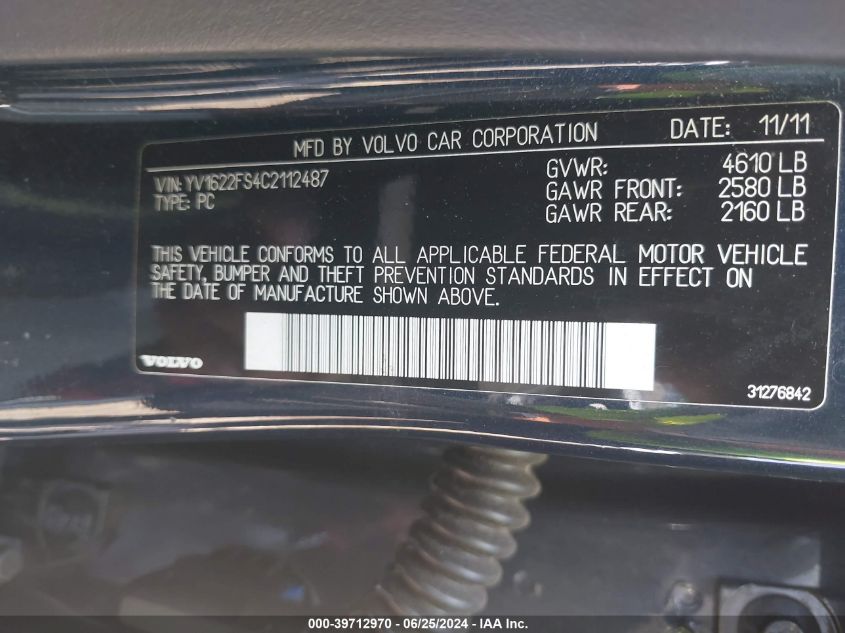 MFD BY VOLVO CAR CORPORATION DATE: 11/11
VIN: YV1622FS4C2112487 GVWR: 4610 LB
TYPE: PC GAWR FRONT: 2580 LB
GAWR REAR: 2160 LB
THIS VEHICLE CONFORMS TO ALL APPLICABLE FEDERAL MOTOR VEHICLE
SAFETY, BUMPER AND THEFT PREVENTION STANDARDS IN EFFECT ON
THE DATE OF MANUFACTURE SHOWN ABOVE.
VOLVO
31276842
000-39712970 - 06/25/2024 - IAA Inc.